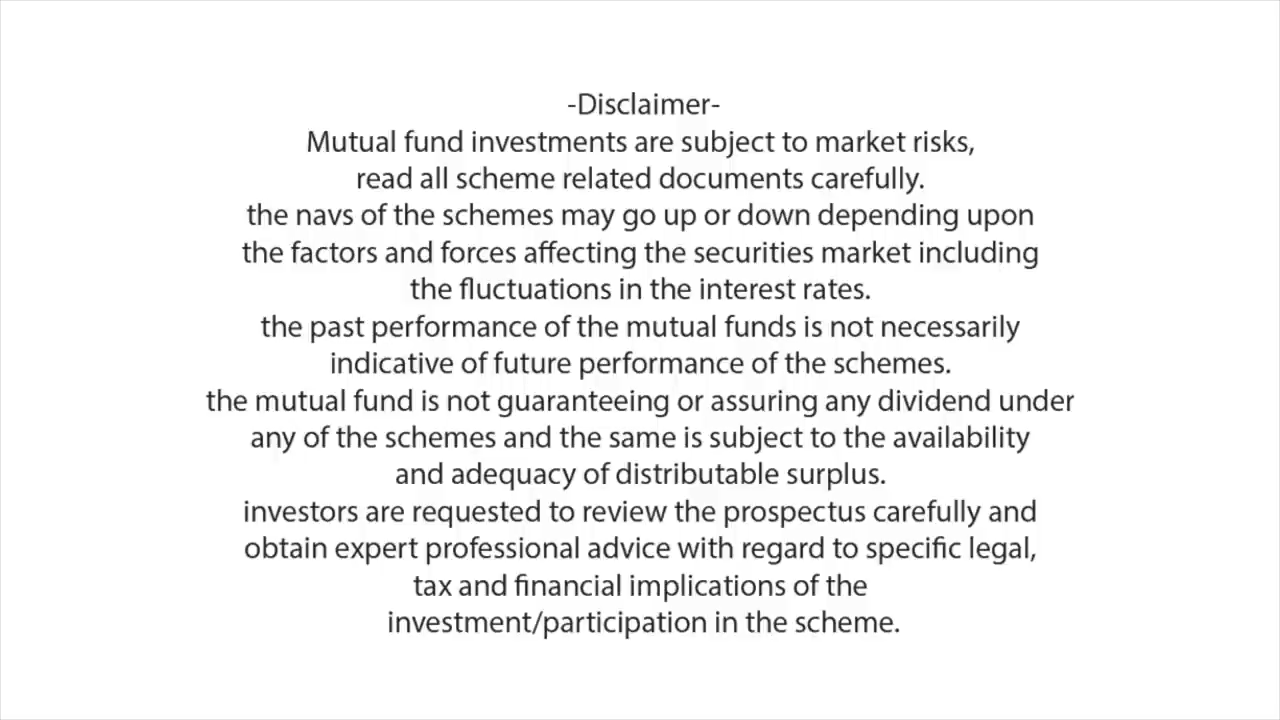 -Disclaimer-
Mutual fund investments are subject to market risks,
read all scheme related documents carefully.
the navs of the schemes may go up or down depending upon
the factors and forces affecting the securities market including
the fluctuations in the interest rates.
the past performance of the mutual funds is not necessarily
indicative of future performance of the schemes.
the mutual fund is not guaranteeing or assuring any dividend under
any of the schemes and the same is subject to the availability
and adequacy of distributable surplus.
investors are requested to review the prospectus carefully and
obtain expert professional advice with regard to specific legal,
tax and financial implications of the
investment/participation in the scheme.